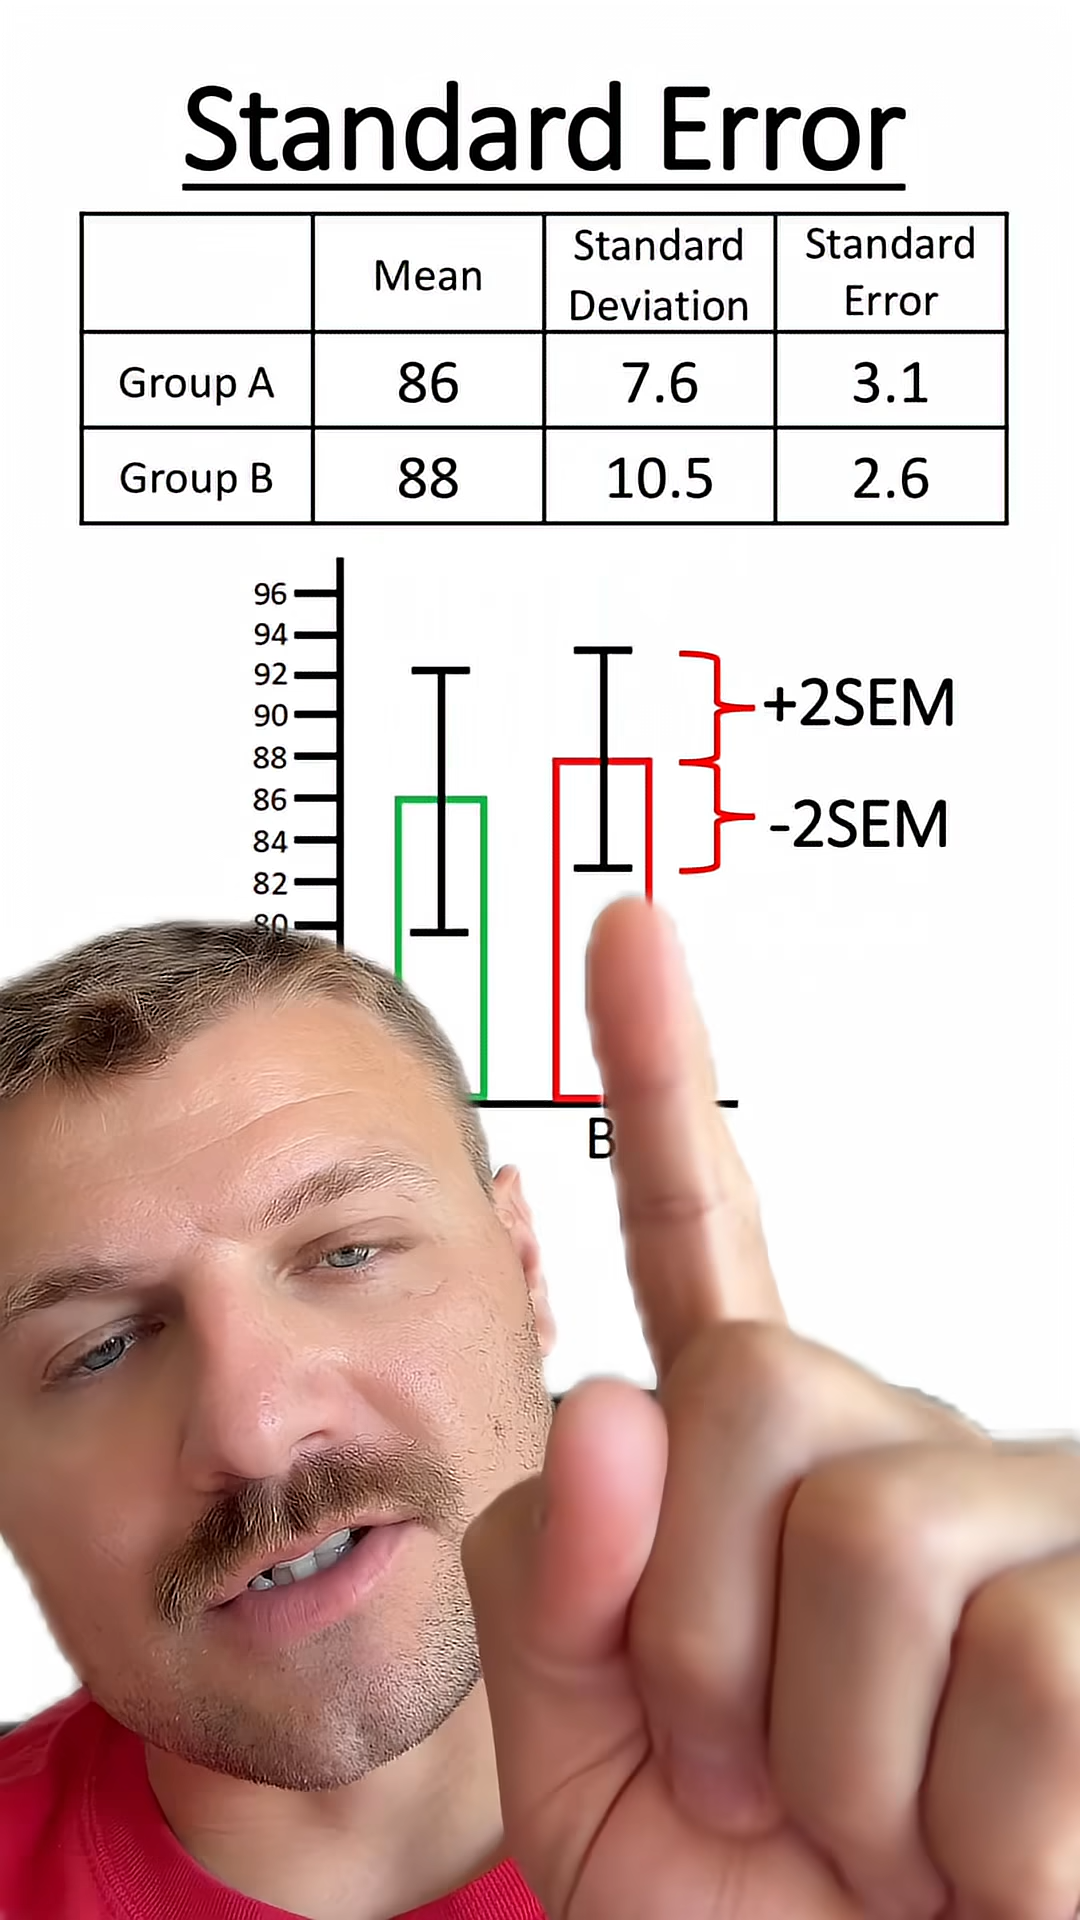 Standard Error
Mean
Standard
Deviation
Standard
Error
Group A
86
7.6
3.1
Group B
88
10.5
2.6
96
94
92
90
88
86
84
82
80
+2SEM
-2SEM
B